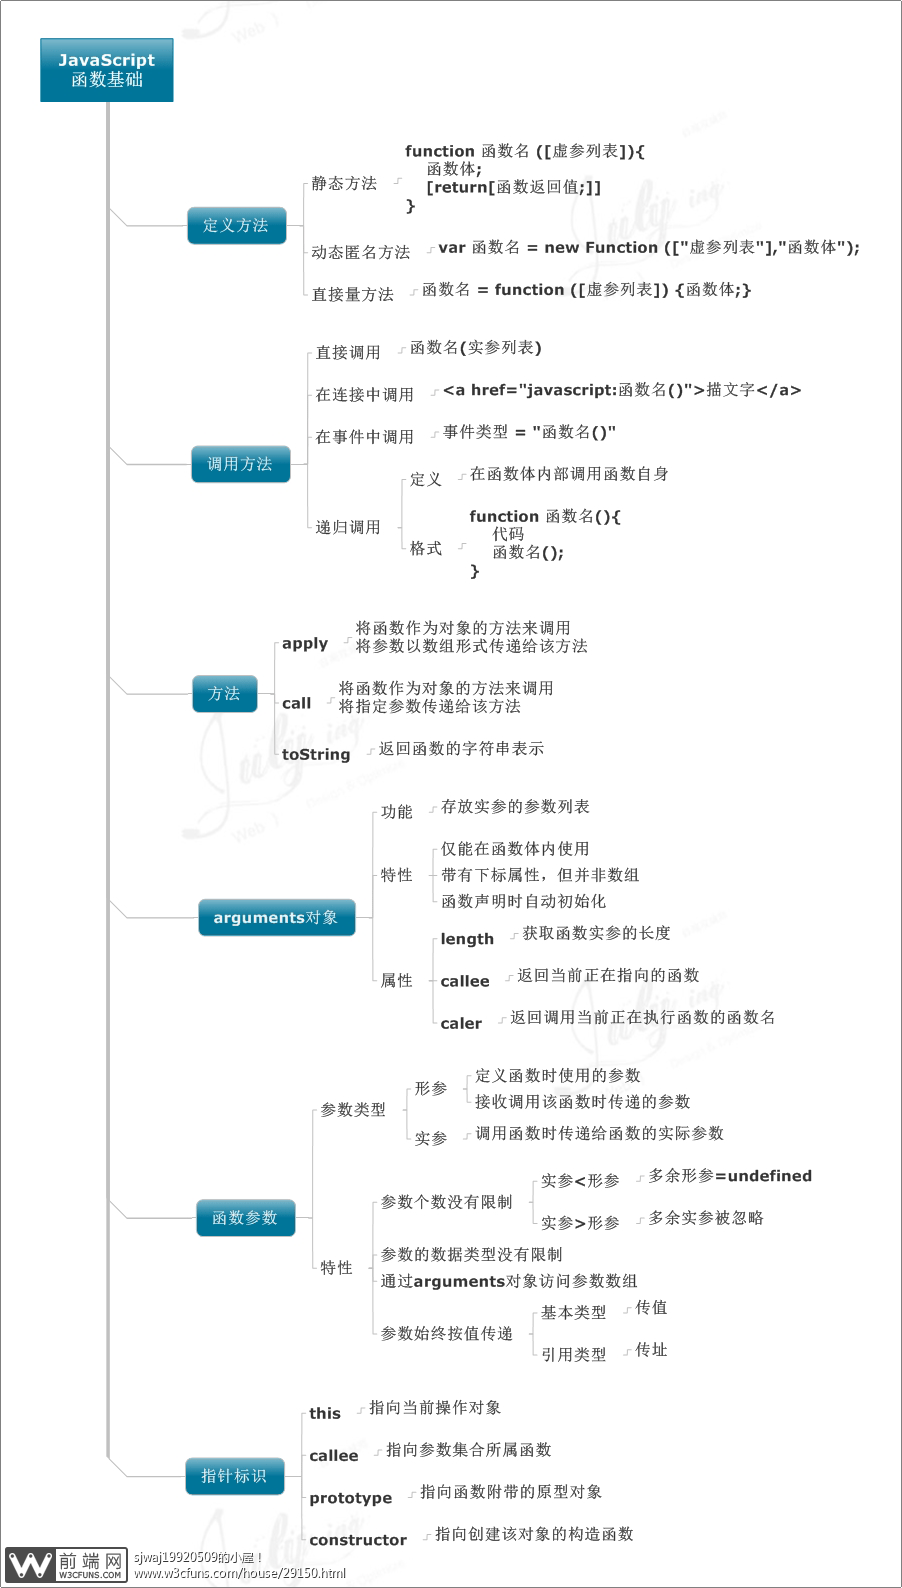 JavaScript
函数基础
定义方法
静态方法
function 函数名 ([虚参列表]){
函数体;
[return[函数返回值;]]
}
动态匿名方法
var 函数名 = new Function (["虚参列表"],"函数体");
直接量方法
函数名 = function ([虚参列表]) {函数体;}
调用方法
直接调用
函数名(实参列表)
在连接中调用
<a href="javascript:函数名()">描文字</a>
在事件中调用
事件类型 = "函数名()"
递归调用
定义
在函数体内部调用函数自身
格式
function 函数名(){
代码
函数名();
}
方法
apply
将函数作为对象的方法来调用
将参数以数组形式传递给该方法
call
将函数作为对象的方法来调用
将指定参数传递给该方法
toString
返回函数的字符串表示
arguments对象
功能
存放实参的参数列表
特性
仅能在函数体内使用
带有下标属性，但并非数组
函数声明时自动初始化
属性
length
获取函数实参的长度
callee
返回当前正在指向的函数
caler
返回调用当前正在执行函数的函数名
函数参数
参数类型
形参
定义函数时使用的参数
接收调用该函数时传递的参数
实参
调用函数时传递给函数的实际参数
特性
参数个数没有限制
实参<形参
多余形参=undefined
实参>形参
多余实参被忽略
参数的数据类型没有限制
通过arguments对象访问参数数组
参数始终按值传递
基本类型
传值
引用类型
传址
指针标识
this
指向当前操作对象
callee
指向参数集合所属函数
prototype
指向函数附带的原型对象
constructor
指向创建该对象的构造函数
前端网
W3CFUNS.COM
sjwaj19920509的小屋！
www.w3cfuns.com/house/29150.html